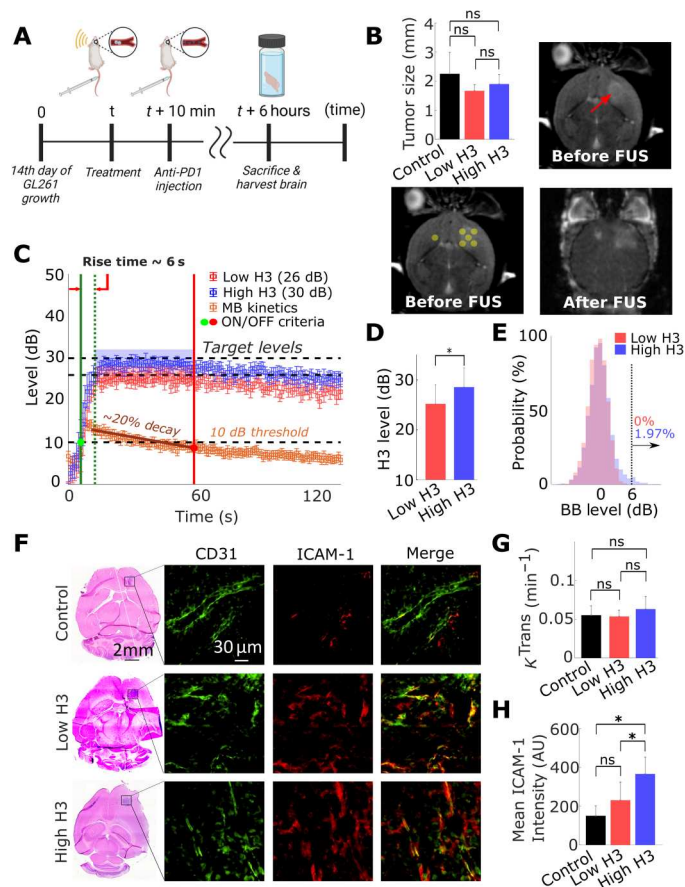 A
0
t
t + 10 min
t + 6 hours
(time)
14th day of
GL261
growth
Treatment
Anti-PD1
injection
Sacrifice &
harvest brain
B
Tumor size (mm)
4
3
2
1
0
ns
ns
ns
Control
Low H3
High H3
Before FUS
Before FUS
After FUS
C
Rise time ~ 6 s
Level (dB)
50
40
30
20
10
0
Low H3 (26 dB)
High H3 (30 dB)
MB kinetics
ON/OFF criteria
Target levels
~20% decay
10 dB threshold
0
60
120
Time (s)
D
H3 level (dB)
30
20
10
*
Low H3
High H3
E
Probability (%)
100
50
0
Low H3
High H3
0%
1.97%
0
6
BB level (dB)
F
CD31
ICAM-1
Merge
Control
2mm
30 µm
Low H3
High H3
G
K Trans (min−1)
0.1
0.05
0
ns
ns
ns
Control
Low H3
High H3
H
Mean ICAM-1
Intensity (AU)
600
400
200
0
*
*
ns
Control
Low H3
High H3